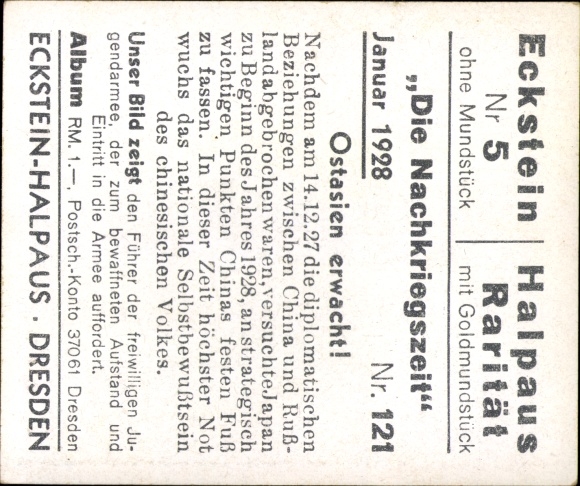 Eckstein Halpaus
Nr 5 Rarität
ohne Mundstück mit Goldmundstück
„Die Nachkriegszeit“
Januar 1928 Nr. 121
Ostasien erwacht!
Nachdem am 14.12.27 die diplomatischen
Beziehungen zwischen China und Ruß-
land abgebrochen waren, versuchte Japan
zu Beginn des Jahres 1928, an strategisch
wichtigen Punkten Chinas festen Fuß
zu fassen. In dieser Zeit höchster Not
wuchs das nationale Selbstbewußtsein
des chinesischen Volkes.
Unser Bild zeigt den Führer der freiwilligen Ju-
gendarmee, der zum bewaffneten Aufstand und
Eintritt in die Armee auffordert.
Album RM. 1.—, Postsch.-Konto 37061 Dresden
ECKSTEIN-HALPAUS · DRESDEN